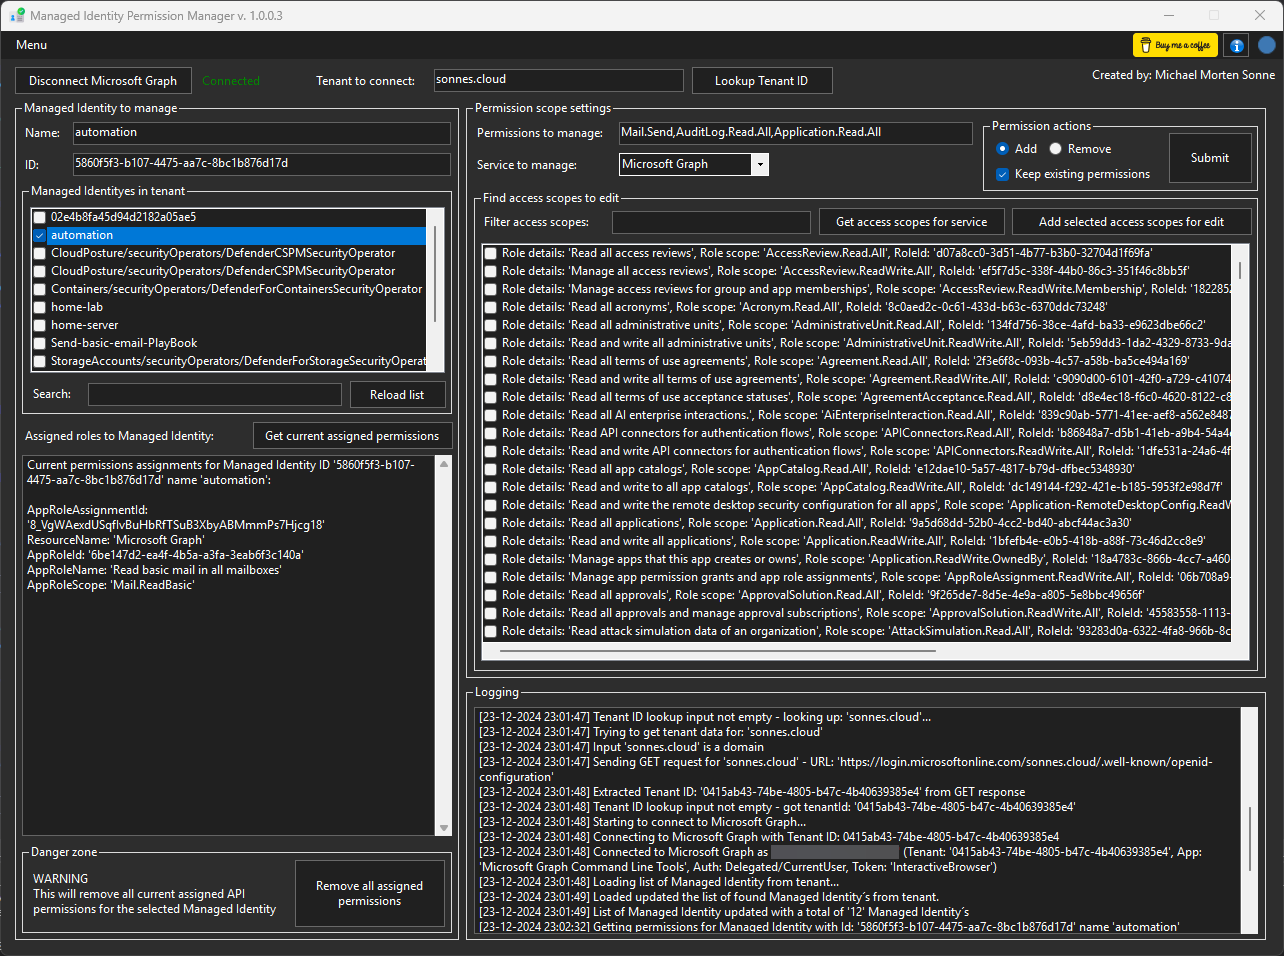 Managed Identity Permission Manager v. 1.0.0.3
Menu
Buy me a coffee
Disconnect Microsoft Graph
Connected
Tenant to connect:
sonnes.cloud
Lookup Tenant ID
Created by: Michael Morten Sonne
Managed Identity to manage
Name:
automation
ID:
5860f5f3-b107-4475-aa7c-8bc1b876d17d
Managed Identityes in tenant
02e4b8fa45d94d2182a05ae5
automation
CloudPosture/securityOperators/DefenderCSPMSecurityOperator
CloudPosture/securityOperators/DefenderCSPMSecurityOperator
Containers/securityOperators/DefenderForContainersSecurityOperator
home-lab
home-server
Send-basic-email-PlayBook
StorageAccounts/securityOperators/DefenderForStorageSecurityOperat
Search:
Reload list
Assigned roles to Managed Identity:
Get current assigned permissions
Current permissions assignments for Managed Identity ID '5860f5f3-b107-
4475-aa7c-8bc1b876d17d' name 'automation':
AppRoleAssignmentId:
'8_VgWAexdUSqflvBuHbRfTSuB3XbyABMmmPs7Hjcg18'
ResourceName: 'Microsoft Graph'
AppRoleId: '6be147d2-ea4f-4b5a-a3fa-3eab6f3c140a'
AppRoleName: 'Read basic mail in all mailboxes'
AppRoleScope: 'Mail.ReadBasic'
Danger zone
WARNING
This will remove all current assigned API
permissions for the selected Managed Identity
Remove all assigned
permissions
Permission scope settings
Permissions to manage:
Mail.Send,AuditLog.Read.All,Application.Read.All
Service to manage:
Microsoft Graph
Permission actions
Add
Remove
Keep existing permissions
Submit
Find access scopes to edit
Filter access scopes:
Get access scopes for service
Add selected access scopes for edit
Role details: 'Read all access reviews', Role scope: 'AccessReview.Read.All', RoleId: 'd07a8cc0-3d51-4b77-b3b0-32704d1f69fa'
Role details: 'Manage all access reviews', Role scope: 'AccessReview.ReadWrite.All', RoleId: 'ef5f7d5c-338f-44b0-86c3-351f46c8bb5f'
Role details: 'Manage access reviews for group and app memberships', Role scope: 'AccessReview.ReadWrite.Membership', RoleId: '1822852
Role details: 'Read all acronyms', Role scope: 'Acronym.Read.All', RoleId: '8c0aed2c-0c61-433d-b63c-6370ddc73248'
Role details: 'Read all administrative units', Role scope: 'AdministrativeUnit.Read.All', RoleId: '134fd756-38ce-4afd-ba33-e9623dbe66c2'
Role details: 'Read and write all administrative units', Role scope: 'AdministrativeUnit.ReadWrite.All', RoleId: '5eb59dd3-1da2-4329-8733-9da
Role details: 'Read all terms of use agreements', Role scope: 'Agreement.Read.All', RoleId: '2f3e6f8c-093b-4c57-a58b-ba5ce494a169'
Role details: 'Read and write all terms of use agreements', Role scope: 'Agreement.ReadWrite.All', RoleId: 'c9090d00-6101-42f0-a729-c41074
Role details: 'Read all terms of use acceptance statuses', Role scope: 'AgreementAcceptance.Read.All', RoleId: 'd8e4ec18-f6c0-4620-8122-c8
Role details: 'Read all AI enterprise interactions.', Role scope: 'AiEnterpriseInteraction.Read.All', RoleId: '839c90ab-5771-41ee-aef8-a562e8487
Role details: 'Read API connectors for authentication flows', Role scope: 'APIConnectors.Read.All', RoleId: 'b86848a7-d5b1-41eb-a9b4-54a4
Role details: 'Read and write API connectors for authentication flows', Role scope: 'APIConnectors.ReadWrite.All', RoleId: '1dfe531a-24a6-4f
Role details: 'Read all app catalogs', Role scope: 'AppCatalog.Read.All', RoleId: 'e12dae10-5a57-4817-b79d-dfbec5348930'
Role details: 'Read and write to all app catalogs', Role scope: 'AppCatalog.ReadWrite.All', RoleId: 'dc149144-f292-421e-b185-5953f2e98d7f'
Role details: 'Read and write the remote desktop security configuration for all apps', Role scope: 'Application-RemoteDesktopConfig.ReadW
Role details: 'Read all applications', Role scope: 'Application.Read.All', RoleId: '9a5d68dd-52b0-4cc2-bd40-abcf44ac3a30'
Role details: 'Read and write all applications', Role scope: 'Application.ReadWrite.All', RoleId: '1bfefb4e-e0b5-418b-a88f-73c46d2cc8e9'
Role details: 'Manage apps that this app creates or owns', Role scope: 'Application.ReadWrite.OwnedBy', RoleId: '18a4783c-866b-4cc7-a460
Role details: 'Manage app permission grants and app role assignments', Role scope: 'AppRoleAssignment.ReadWrite.All', RoleId: '06b708a9-
Role details: 'Read all approvals', Role scope: 'ApprovalSolution.Read.All', RoleId: '9f265de7-8d5e-4e9a-a805-5e8bbc49656f'
Role details: 'Read all approvals and manage approval subscriptions', Role scope: 'ApprovalSolution.ReadWrite.All', RoleId: '45583558-1113-
Role details: 'Read attack simulation data of an organization', Role scope: 'AttackSimulation.Read.All', RoleId: '93283d0a-6322-4fa8-966b-8c
Logging
[23-12-2024 23:01:47] Tenant ID lookup input not empty - looking up: 'sonnes.cloud'...
[23-12-2024 23:01:47] Trying to get tenant data for: 'sonnes.cloud'
[23-12-2024 23:01:47] Input 'sonnes.cloud' is a domain
[23-12-2024 23:01:47] Sending GET request for 'sonnes.cloud' - URL: 'https://login.microsoftonline.com/sonnes.cloud/.well-known/openid-
configuration'
[23-12-2024 23:01:48] Extracted Tenant ID: '0415ab43-74be-4805-b47c-4b40639385e4' from GET response
[23-12-2024 23:01:48] Tenant ID lookup input not empty - got tenantId: '0415ab43-74be-4805-b47c-4b40639385e4'
[23-12-2024 23:01:48] Starting to connect to Microsoft Graph...
[23-12-2024 23:01:48] Connecting to Microsoft Graph with Tenant ID: 0415ab43-74be-4805-b47c-4b40639385e4
[23-12-2024 23:01:48] Connected to Microsoft Graph as (Tenant: '0415ab43-74be-4805-b47c-4b40639385e4', App:
'Microsoft Graph Command Line Tools', Auth: Delegated/CurrentUser, Token: 'InteractiveBrowser')
[23-12-2024 23:01:48] Loading list of Managed Identity from tenant...
[23-12-2024 23:01:49] Loaded updated the list of found Managed Identity´s from tenant.
[23-12-2024 23:01:49] List of Managed Identity updated with a total of '12' Managed Identity´s
[23-12-2024 23:02:32] Getting permissions for Managed Identity with Id: '5860f5f3-b107-4475-aa7c-8bc1b876d17d' name 'automation'